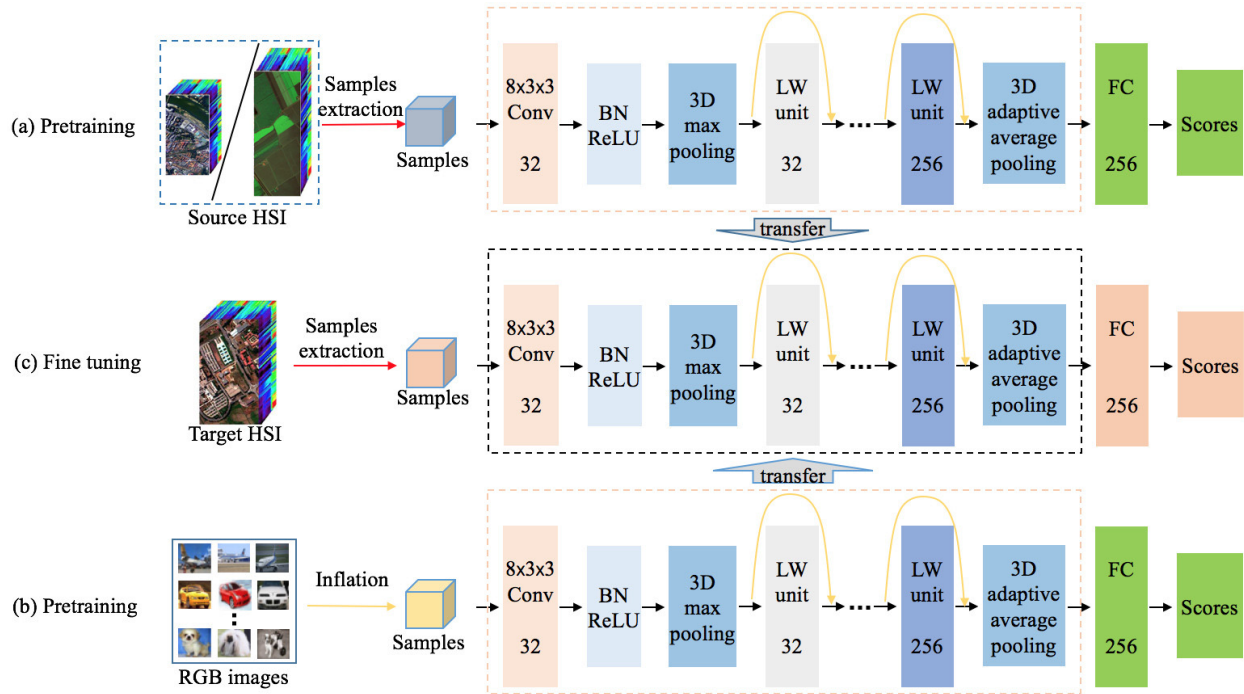 (a) Pretraining
Source HSI
Samples
extraction
Samples
8x3x3
Conv
32
BN
ReLU
3D
max
pooling
LW
unit
32
...
LW
unit
256
3D
adaptive
average
pooling
FC
256
Scores
transfer
(c) Fine tuning
Target HSI
Samples
extraction
Samples
8x3x3
Conv
32
BN
ReLU
3D
max
pooling
LW
unit
32
...
LW
unit
256
3D
adaptive
average
pooling
FC
256
Scores
transfer
(b) Pretraining
RGB images
Inflation
Samples
8x3x3
Conv
32
BN
ReLU
3D
max
pooling
LW
unit
32
...
LW
unit
256
3D
adaptive
average
pooling
FC
256
Scores